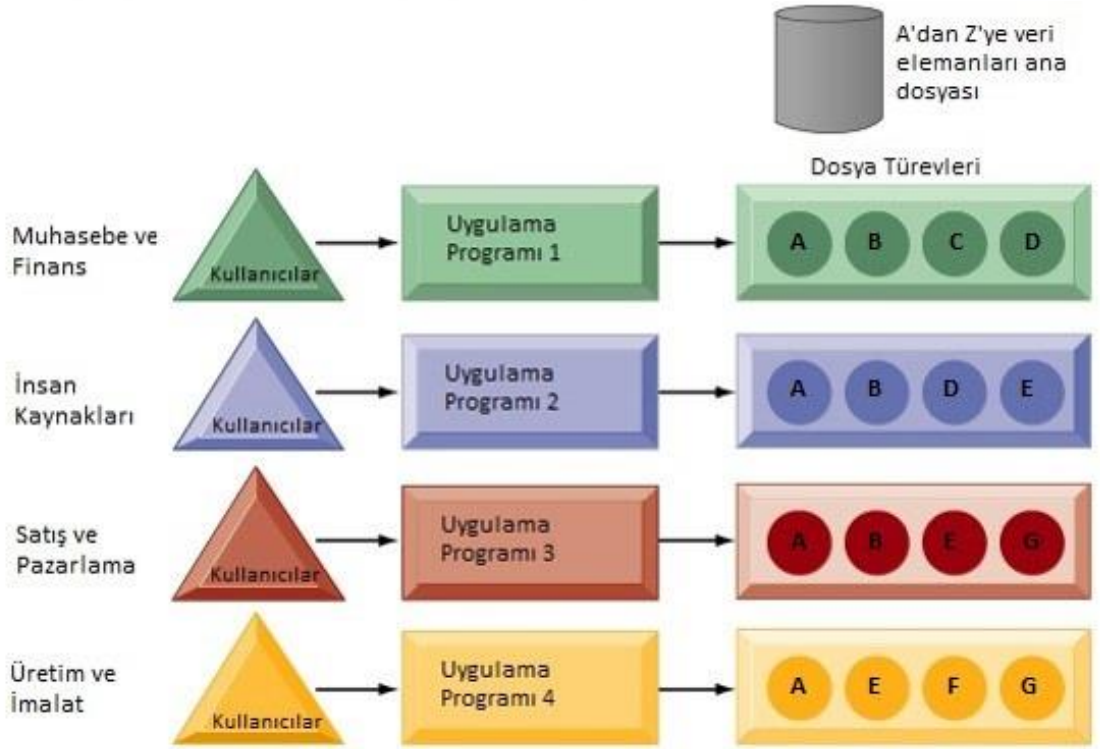 A'dan Z'ye veri
elemanları ana
dosyası
Dosya Türevleri
Muhasebe ve
Finans
Kullanıcılar
Uygulama
Programı 1
A B C D
İnsan
Kaynakları
Kullanıcılar
Uygulama
Programı 2
A B D E
Satış ve
Pazarlama
Kullanıcılar
Uygulama
Programı 3
A B E G
Üretim ve
İmalat
Kullanıcılar
Uygulama
Programı 4
A E F G